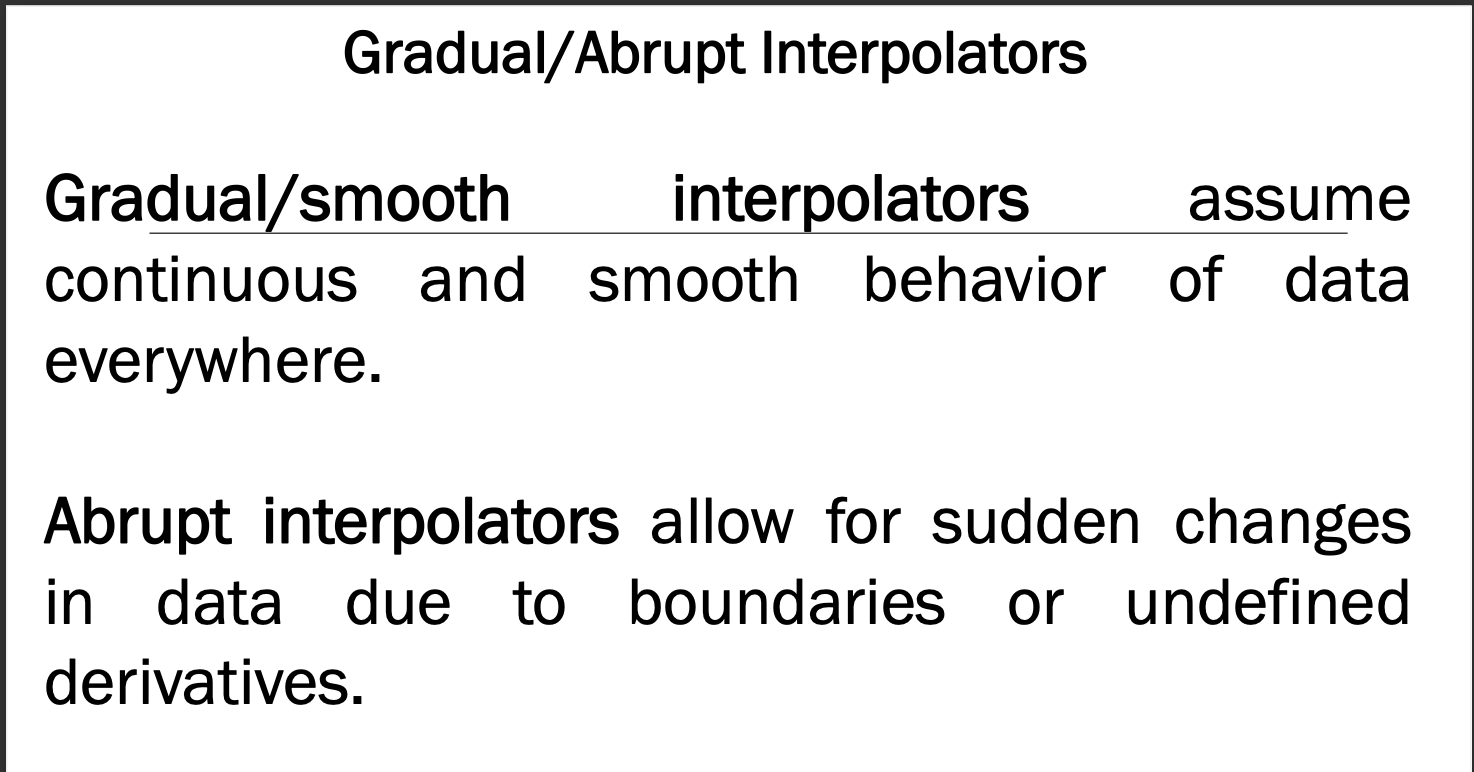 Gradual/Abrupt Interpolators
Gradual/smooth interpolators assume
continuous and smooth behavior of data
everywhere.
Abrupt interpolators allow for sudden changes
in data due to boundaries or undefined
derivatives.